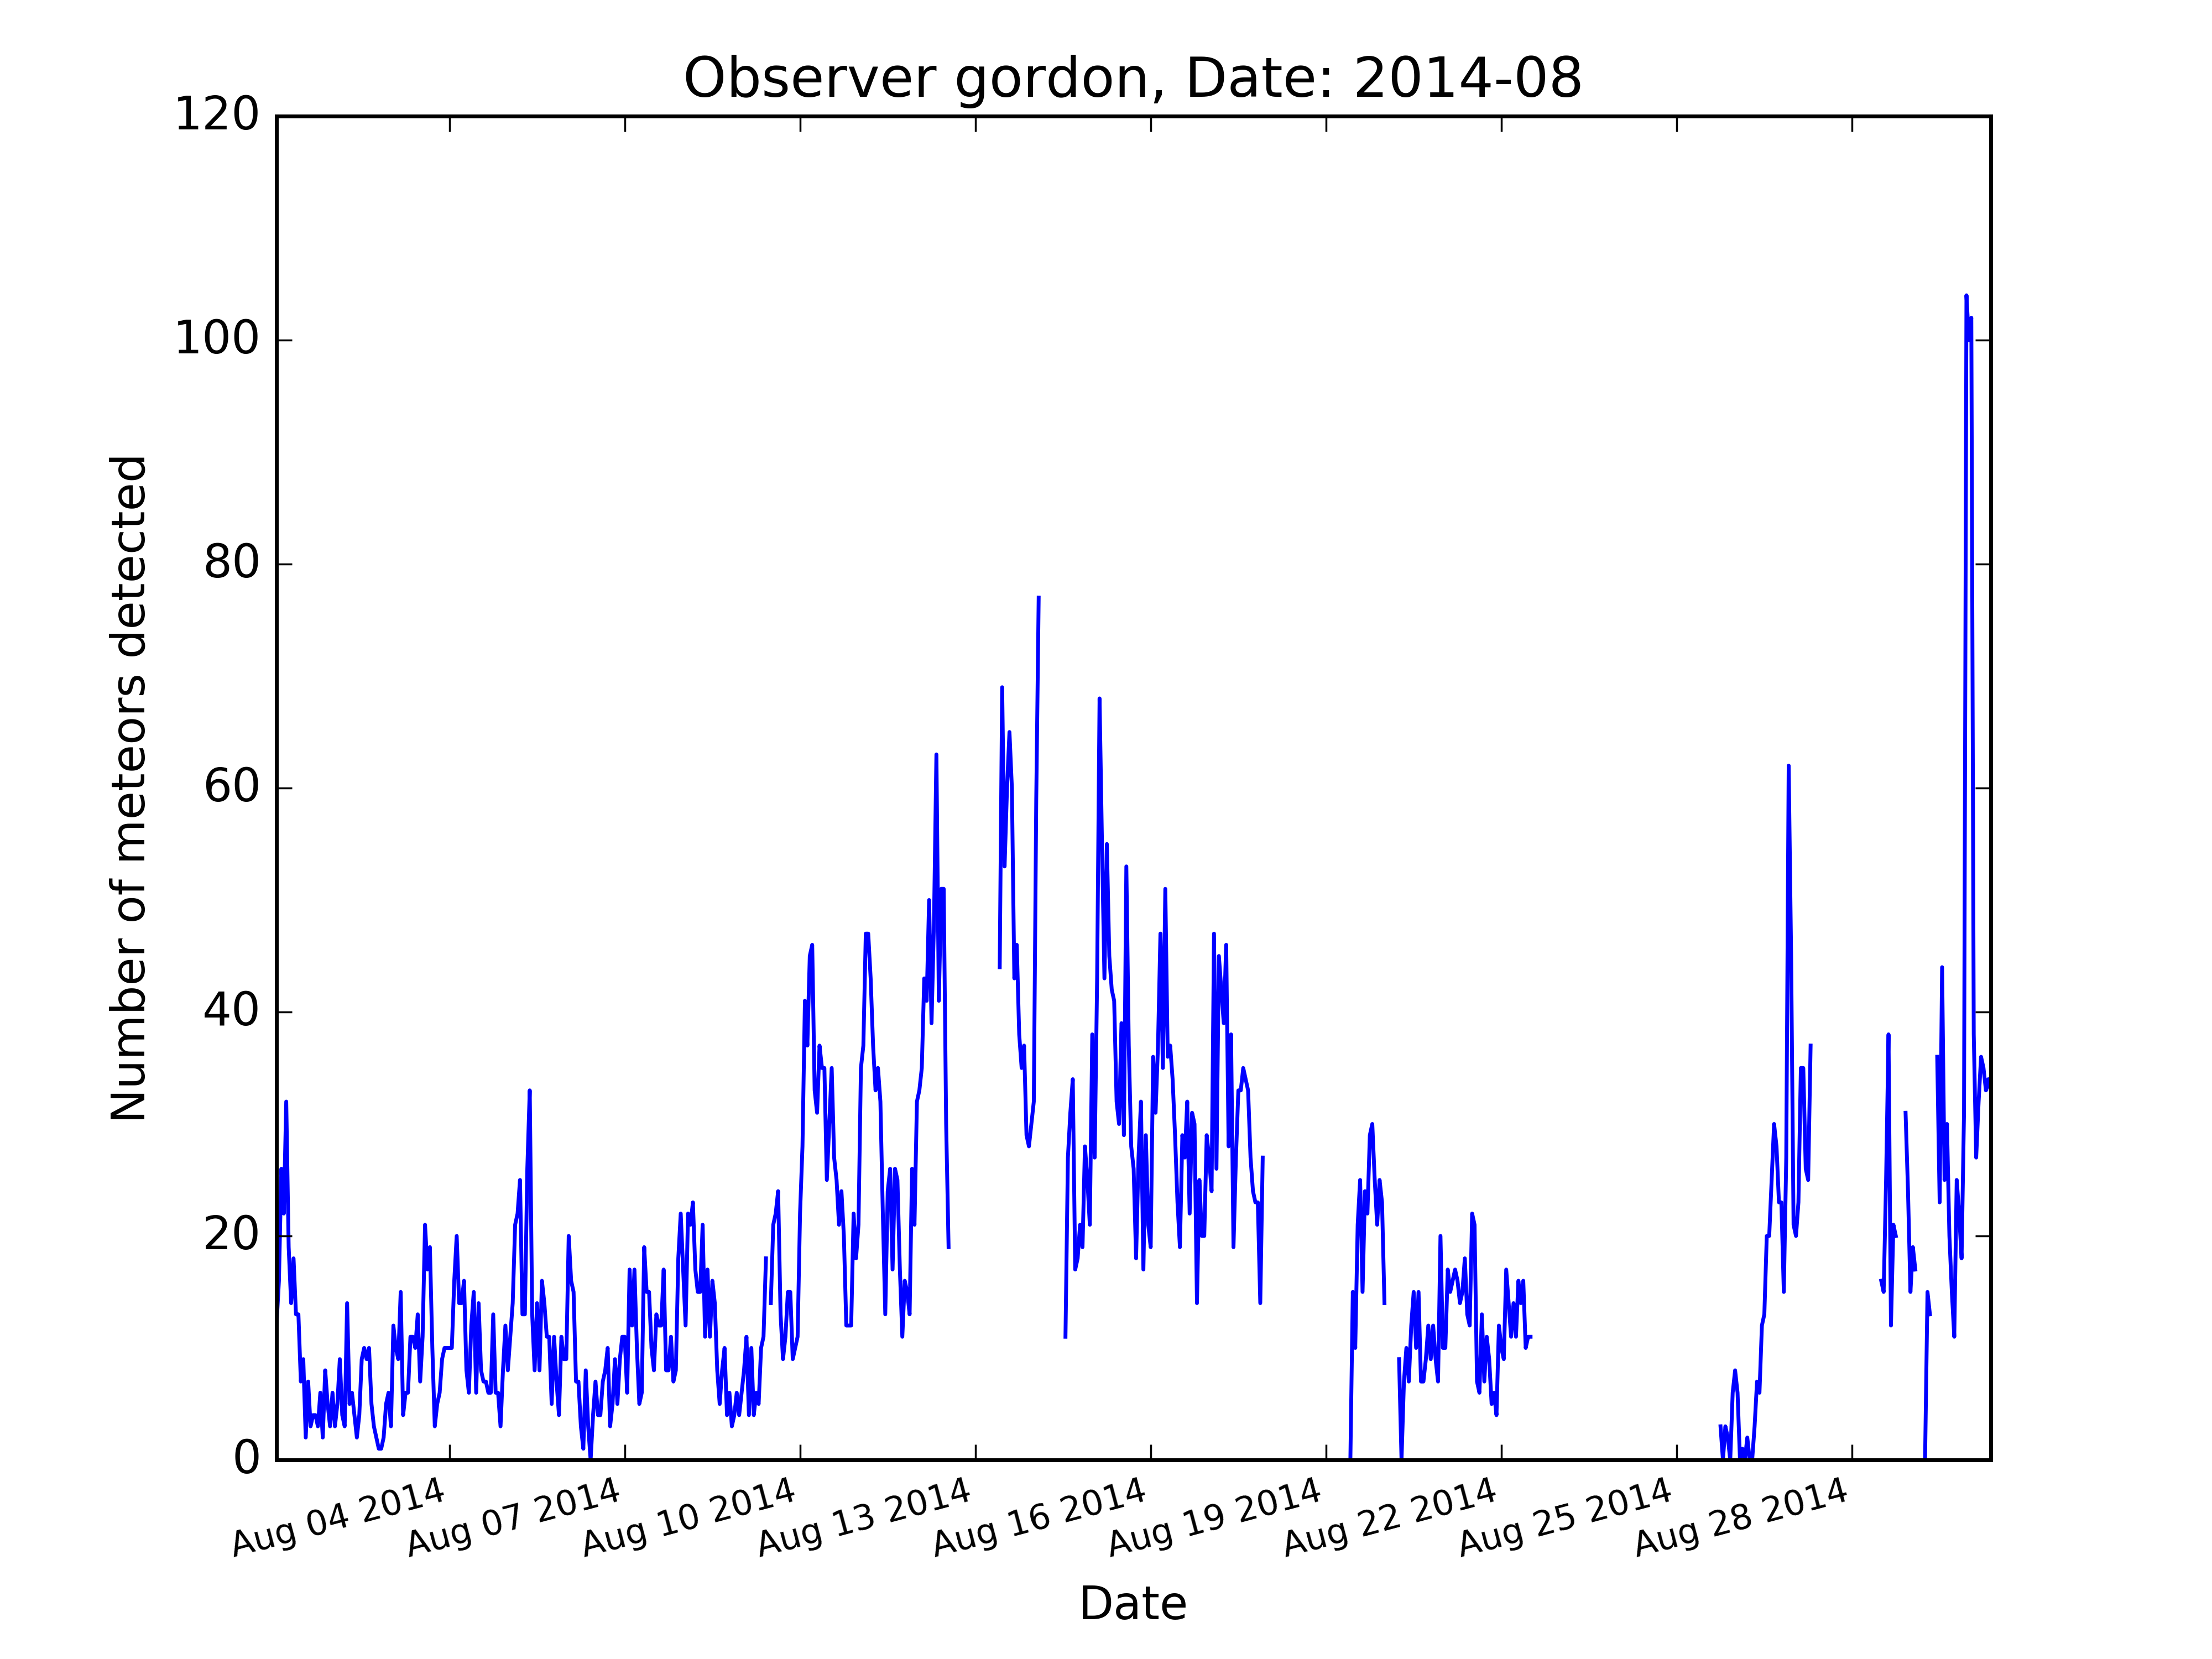 Observer gordon, Date: 2014-08
120
100
80
60
40
20
0
Number of meteors detected
Aug 04 2014
Aug 07 2014
Aug 10 2014
Aug 13 2014
Aug 16 2014
Aug 19 2014
Aug 22 2014
Aug 25 2014
Aug 28 2014
Date